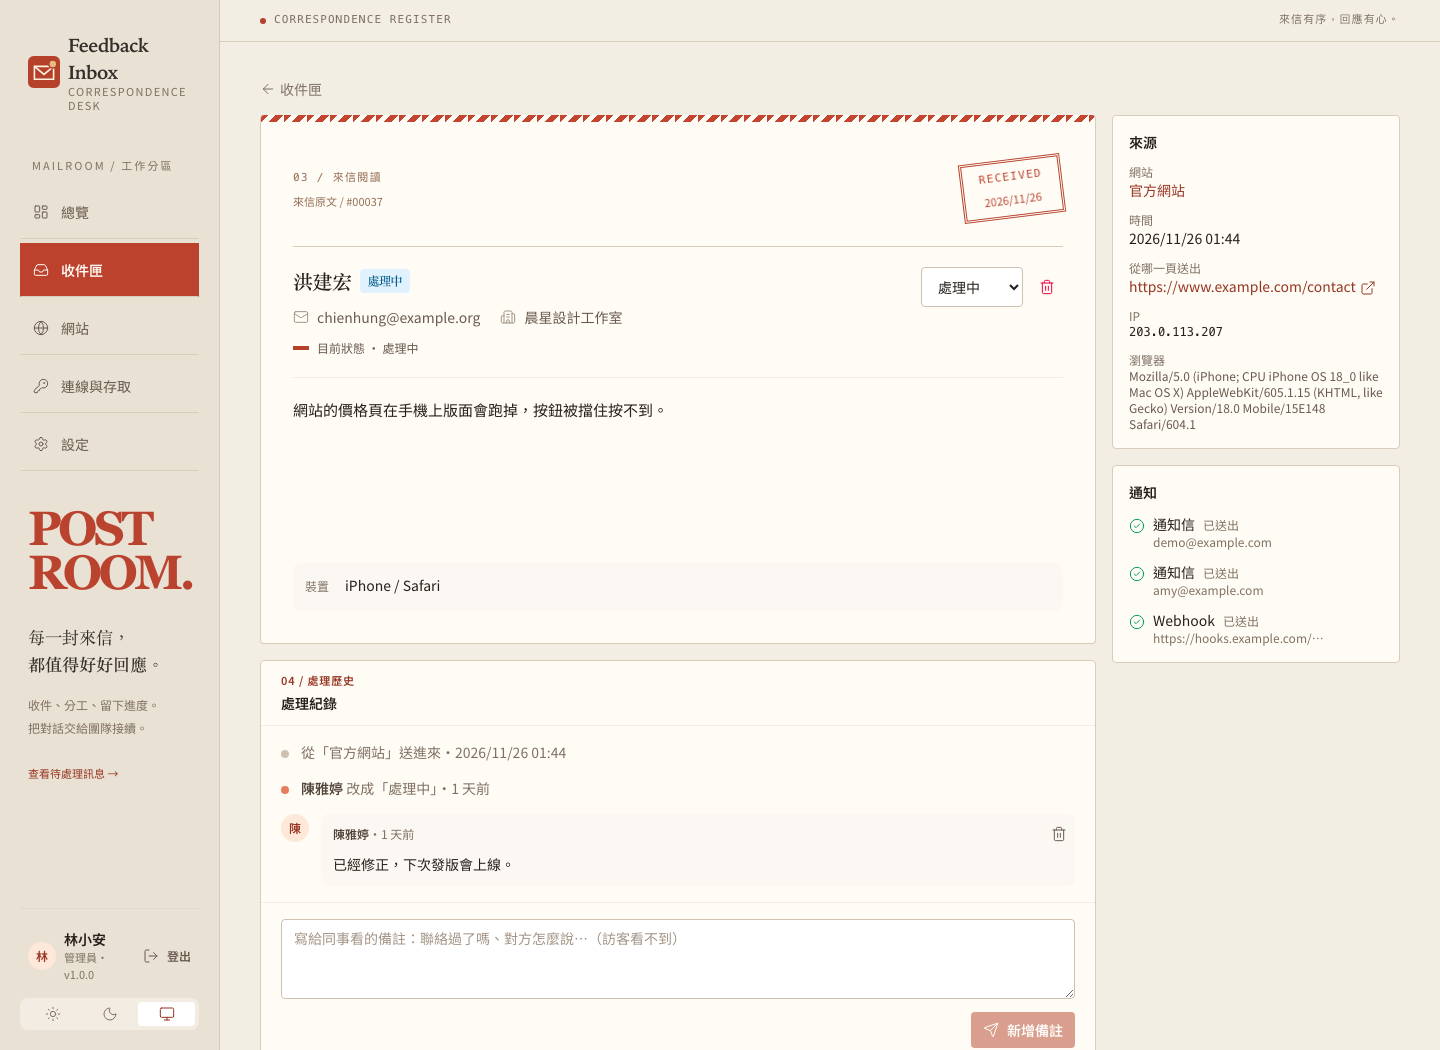 Feedback
Inbox
CORRESPONDENCE
DESK
MAILROOM / 工作分區
總覽
收件匣
網站
連線與存取
設定
POST
ROOM.
每一封來信，
都值得好好回應。
收件、分工、留下進度。
把對話交給團隊接續。
查看待處理訊息 →
林
林小安
管理員・
v1.0.0
登出
CORRESPONDENCE REGISTER
來信有序，回應有心。
← 收件匣
03 / 來信閱讀
來信原文 / #00037
RECEIVED
2026/11/26
洪建宏 處理中
處理中
chienhung@example.org 晨星設計工作室
目前狀態 ・ 處理中
網站的價格頁在手機上版面會跑掉，按鈕被擋住按不到。
裝置 iPhone / Safari
04 / 處理歷史
處理紀錄
從「官方網站」送進來・2026/11/26 01:44
陳雅婷 改成「處理中」・1 天前
陳
陳雅婷・1 天前
已經修正，下次發版會上線。
寫給同事看的備註：聯絡過了嗎、對方怎麼說…（訪客看不到）
新增備註
來源
網站
官方網站
時間
2026/11/26 01:44
從哪一頁送出
https://www.example.com/contact
IP
203.0.113.207
瀏覽器
Mozilla/5.0 (iPhone; CPU iPhone OS 18_0 like
Mac OS X) AppleWebKit/605.1.15 (KHTML, like
Gecko) Version/18.0 Mobile/15E148
Safari/604.1
通知
通知信 已送出
demo@example.com
通知信 已送出
amy@example.com
Webhook 已送出
https://hooks.example.com/…